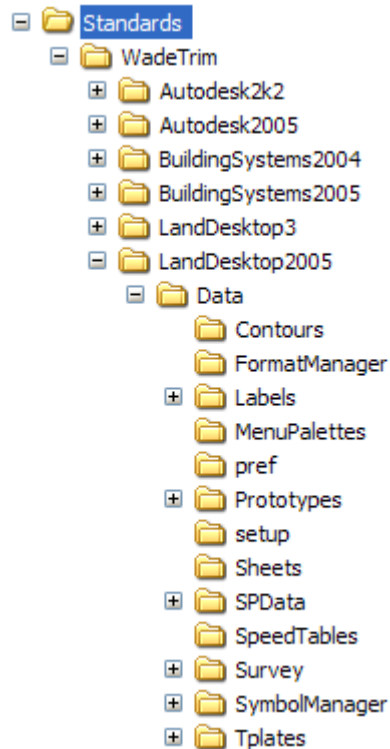 Standards
WadeTrim
Autodesk2k2
Autodesk2005
BuildingSystems2004
BuildingSystems2005
LandDesktop3
LandDesktop2005
Data
Contours
FormatManager
Labels
MenuPalettes
pref
Prototypes
setup
Sheets
SPData
SpeedTables
Survey
SymbolManager
Tplates